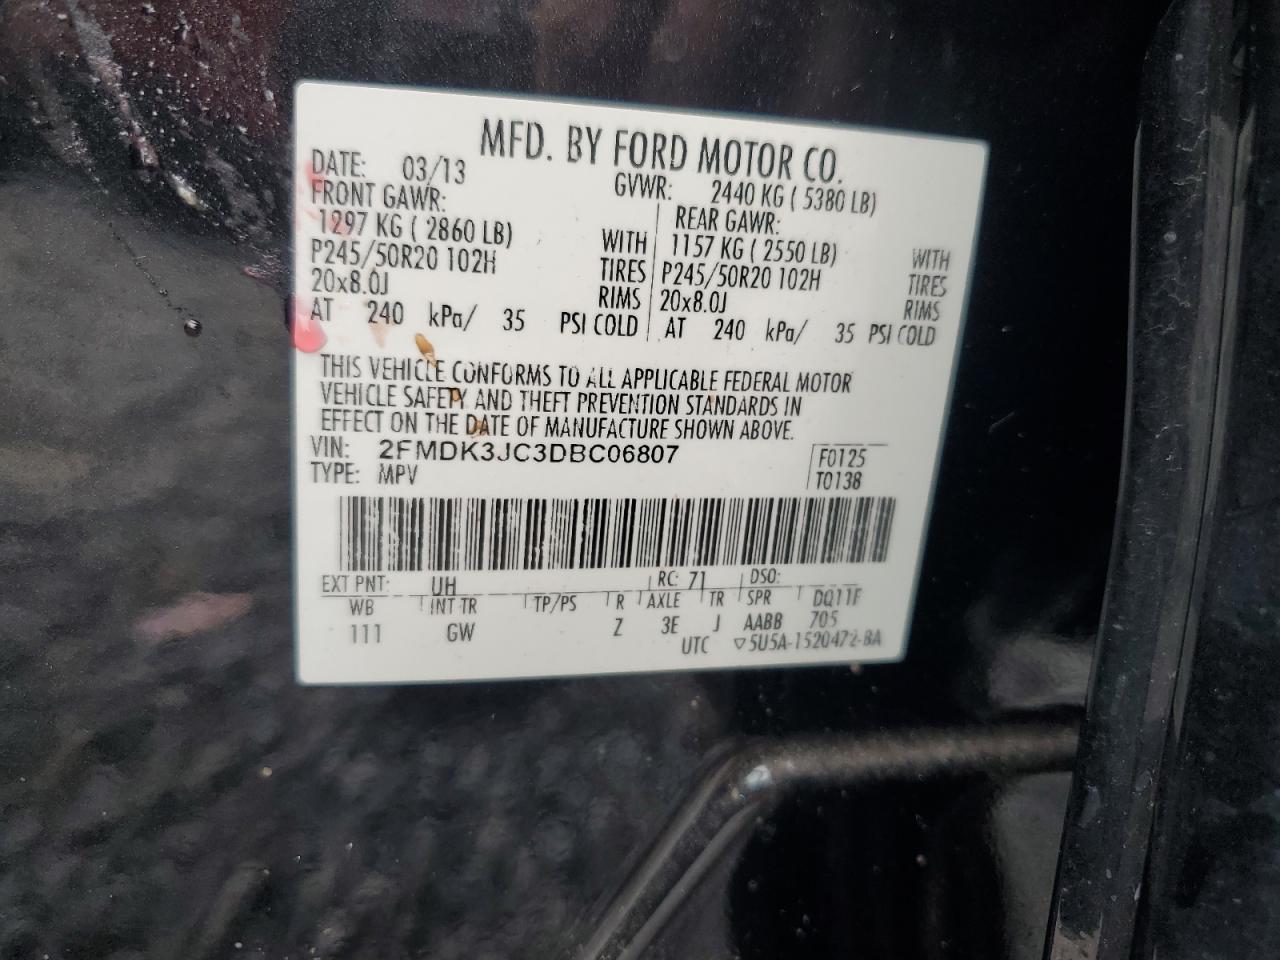 MFD. BY FORD MOTOR CO.
DATE: 03/13 GVWR: 2440 KG ( 5380 LB)
FRONT GAWR: REAR GAWR:
1297 KG ( 2860 LB) WITH 1157 KG ( 2550 LB) WITH
P245/50R20 102H TIRES P245/50R20 102H TIRES
20x8.0J RIMS 20x8.0J RIMS
AT 240 kPa/ 35 PSI COLD AT 240 kPa/ 35 PSI COLD
THIS VEHICLE CONFORMS TO ALL APPLICABLE FEDERAL MOTOR
VEHICLE SAFETY AND THEFT PREVENTION STANDARDS IN
EFFECT ON THE DATE OF MANUFACTURE SHOWN ABOVE.
VIN: 2FMDK3JC3DBC06807 F0125
TYPE: MPV T0138
EXT PNT: UH RC: 71 DSO:
WB INT TR TP/PS R AXLE TR SPR DQ11F
111 GW Z 3E J AABB 705
UTC ▽5U5A-1520472-BA